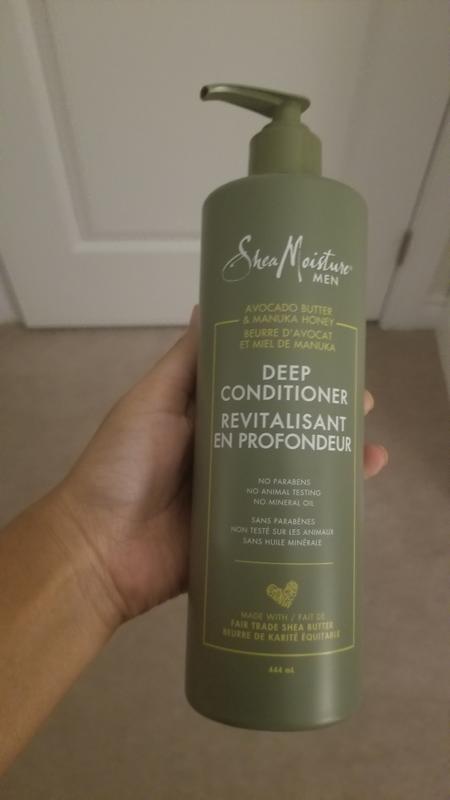 SheaMoisture®
MEN
AVOCADO BUTTER
& MANUKA HONEY
BEURRE D'AVOCAT
ET MIEL DE MANUKA
DEEP
CONDITIONER
REVITALISANT
EN PROFONDEUR
NO PARABENS
NO ANIMAL TESTING
NO MINERAL OIL
SANS PARABÈNES
NON TESTÉ SUR LES ANIMAUX
SANS HUILE MINÉRALE
MADE WITH / FAIT DE
FAIR TRADE SHEA BUTTER
BEURRE DE KARITÉ ÉQUITABLE
444 mL